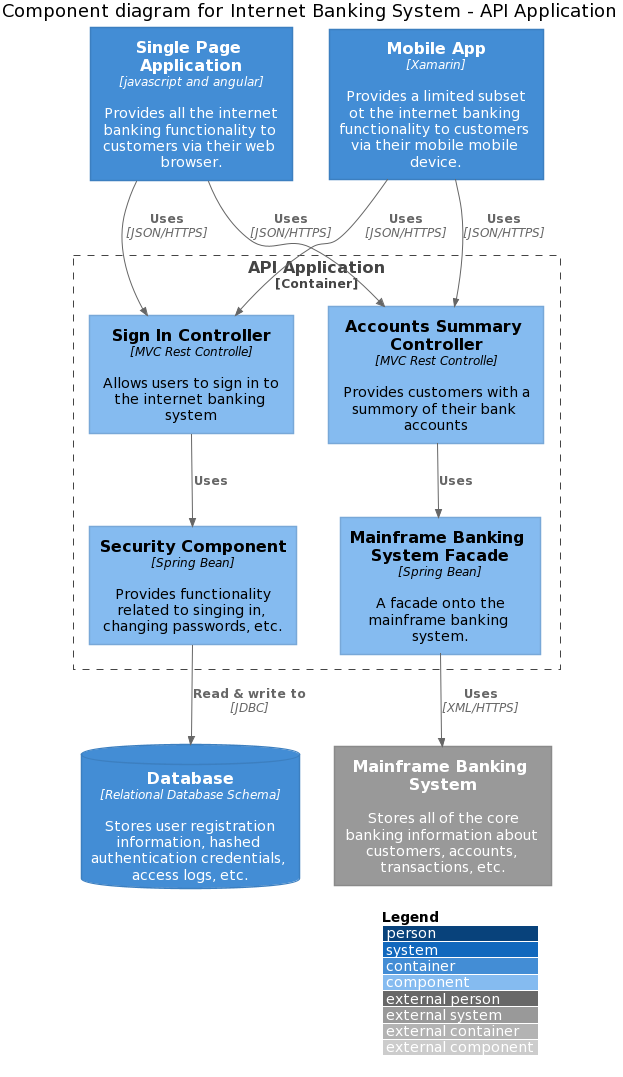 Component diagram for Internet Banking System - API Application
Single Page
Application
[javascript and angular]
Provides all the internet
banking functionality to
customers via their web
browser.
Mobile App
[Xamarin]
Provides a limited subset
ot the internet banking
functionality to customers
via their mobile mobile
device.
Uses
[JSON/HTTPS]
Uses
[JSON/HTTPS]
Uses
[JSON/HTTPS]
Uses
[JSON/HTTPS]
API Application
[Container]
Sign In Controller
[MVC Rest Controlle]
Allows users to sign in to
the internet banking
system
Accounts Summary
Controller
[MVC Rest Controlle]
Provides customers with a
summory of their bank
accounts
Uses
Uses
Security Component
[Spring Bean]
Provides functionality
related to singing in,
changing passwords, etc.
Mainframe Banking
System Facade
[Spring Bean]
A facade onto the
mainframe banking
system.
Read & write to
[JDBC]
Uses
[XML/HTTPS]
Database
[Relational Database Schema]
Stores user registration
information, hashed
authentication credentials,
access logs, etc.
Mainframe Banking
System
Stores all of the core
banking information about
customers, accounts,
transactions, etc.
Legend
person
system
container
component
external person
external system
external container
external component